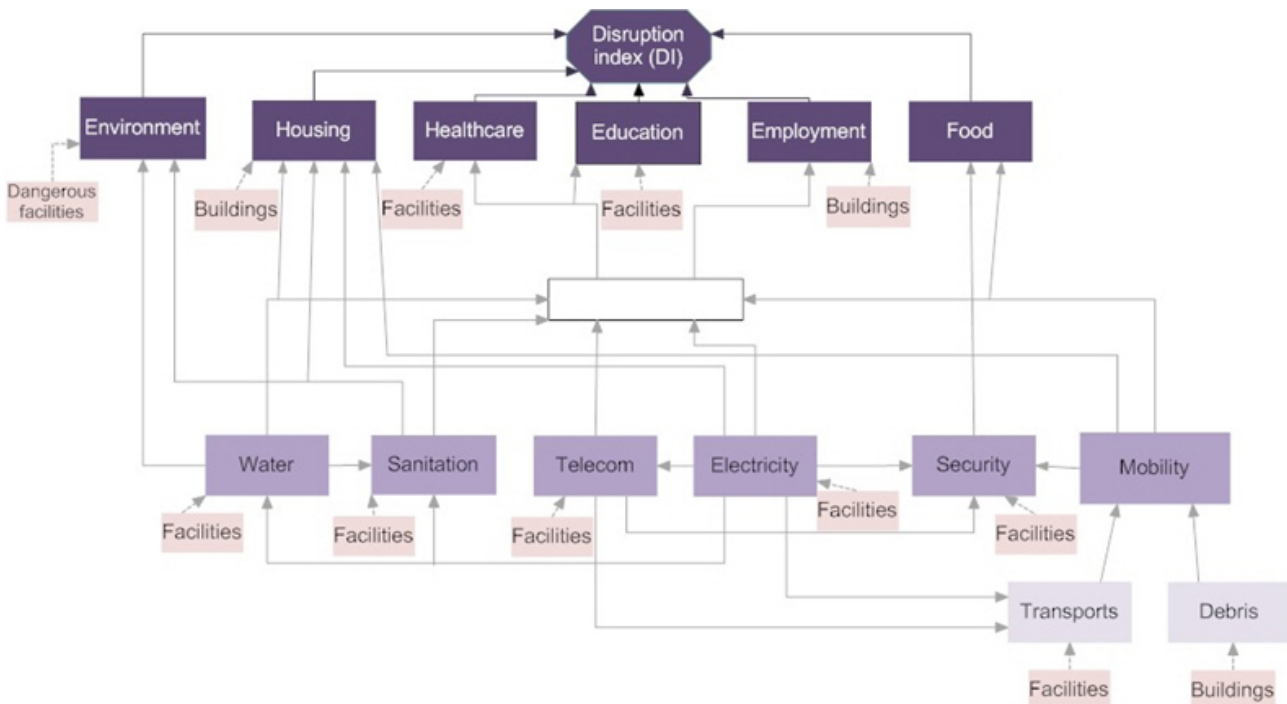 Disruption
index (DI)
Environment
Housing
Healthcare
Education
Employment
Food
Dangerous
facilities
Buildings
Facilities
Facilities
Buildings
Water
Sanitation
Telecom
Electricity
Security
Mobility
Facilities
Facilities
Facilities
Facilities
Facilities
Transports
Debris
Facilities
Buildings